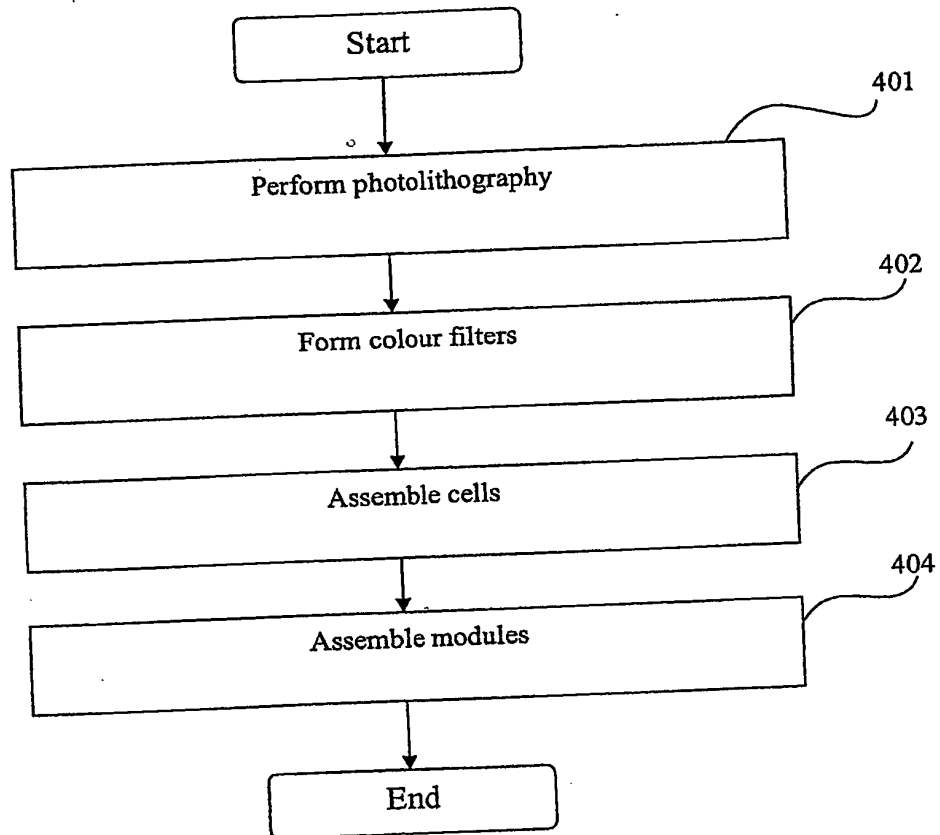 Start
401
Perform photolithography
402
Form colour filters
403
Assemble cells
404
Assemble modules
End